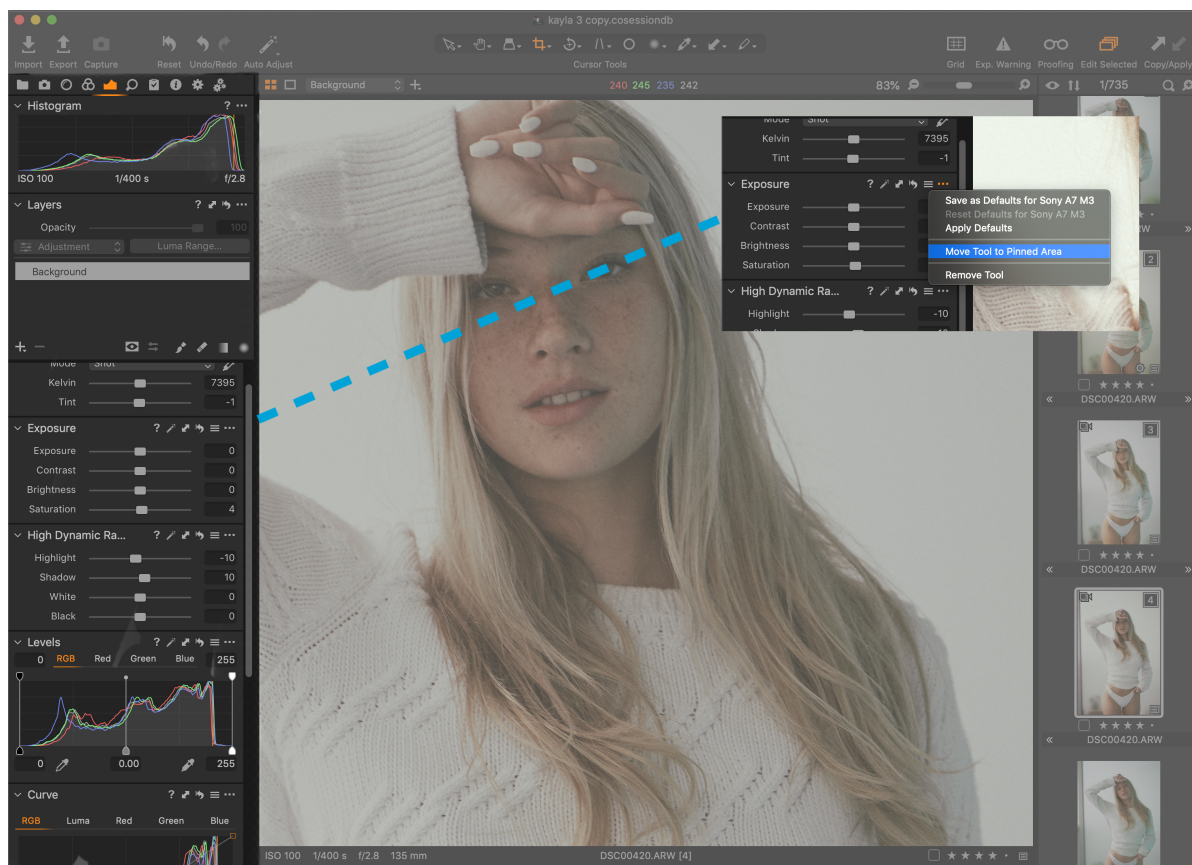 kayla 3 copy.cosessiondb
Import Export Capture Reset Undo/Redo Auto Adjust Cursor Tools Grid Exp. Warning Proofing Edit Selected Copy/Apply
Background 240 245 235 242 83% 1/735
Histogram ?
ISO 100 1/400 s f/2.8
Layers ?
Opacity 100
Adjustment Luma Range...
Background
Mode Shot
Kelvin 7395
Tint -1
Exposure ?
Exposure 0
Contrast 0
Brightness 0
Saturation 4
High Dynamic Ra... ?
Highlight -10
Shadow 10
White 0
Black 0
Levels ?
0 RGB Red Green Blue 255
0 0.00 255
Curve ?
RGB Luma Red Green Blue
Mode Shot
Kelvin 7395
Tint -1
Exposure ?
Exposure
Contrast
Brightness
Saturation
High Dynamic Ra... ?
Highlight -10
Save as Defaults for Sony A7 M3
Reset Defaults for Sony A7 M3
Apply Defaults
Move Tool to Pinned Area
Remove Tool
2
DSC00420.ARW
3
DSC00420.ARW
4
DSC00420.ARW
ISO 100 1/400 s f/2.8 135 mm DSC00420.ARW [4]